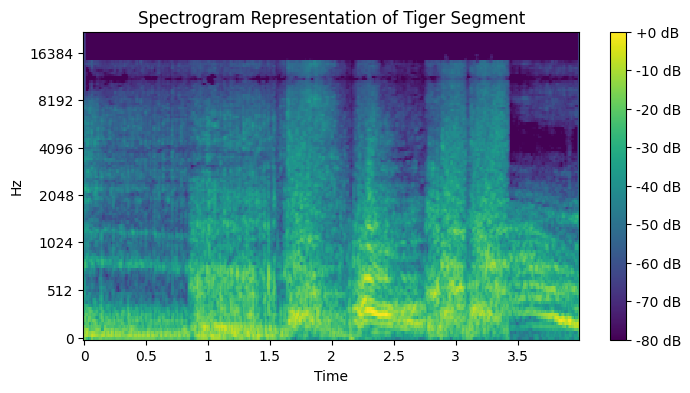 Spectrogram Representation of Tiger Segment
Hz
16384
8192
4096
2048
1024
512
0
0
0.5
1
1.5
2
2.5
3
3.5
Time
+0 dB
-10 dB
-20 dB
-30 dB
-40 dB
-50 dB
-60 dB
-70 dB
-80 dB